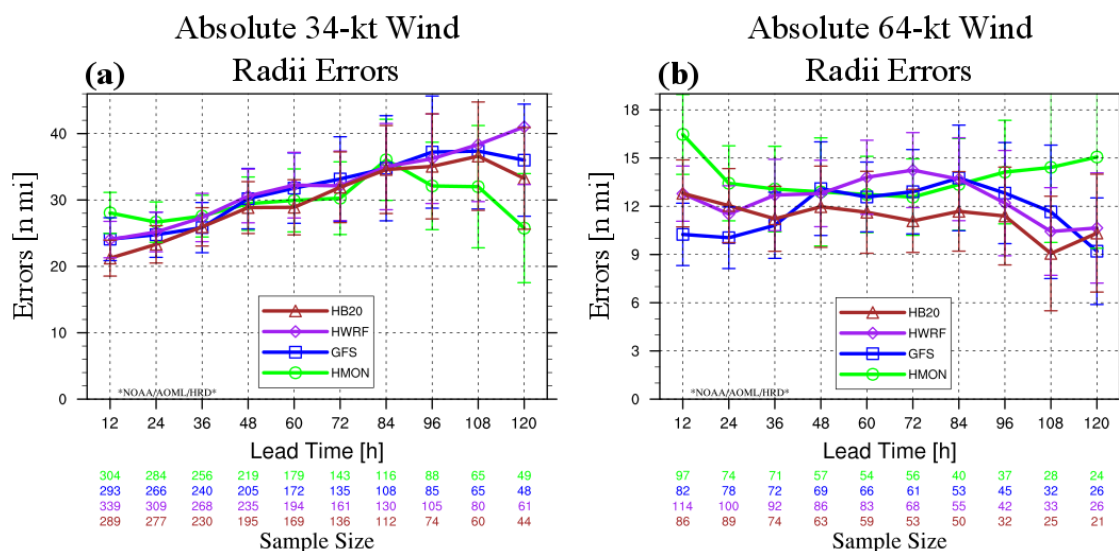 Absolute 34-kt Wind
Radii Errors
(a)
Errors [n mi]
40
30
20
10
0
HB20
HWRF
GFS
HMON
*NOAA/AOML/HRD*
12 24 36 48 60 72 84 96 108 120
Lead Time [h]
304 284 256 219 179 143 116 88 65 49
293 266 240 205 172 135 108 85 65 48
339 309 268 235 194 161 130 105 80 61
289 277 230 195 169 136 112 74 60 44
Sample Size
Absolute 64-kt Wind
Radii Errors
(b)
Errors [n mi]
18
15
12
9
6
3
0
HB20
HWRF
GFS
HMON
*NOAA/AOML/HRD*
12 24 36 48 60 72 84 96 108 120
Lead Time [h]
97 74 71 57 54 56 40 37 28 24
82 78 72 69 66 61 53 45 32 26
114 100 92 86 83 68 55 42 33 26
86 89 74 63 59 53 50 32 25 21
Sample Size